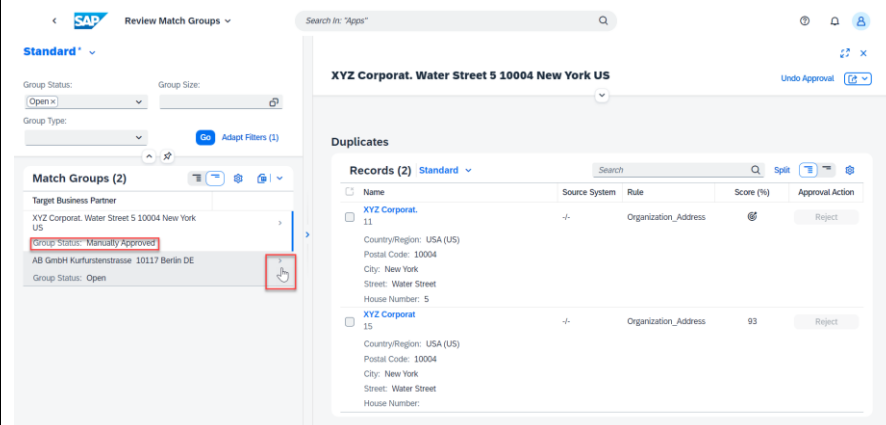 SAP Review Match Groups Search In: "Apps"
Standard*
Group Status: Group Size:
Open ×
Group Type:
Go Adapt Filters (1)
Match Groups (2)
Target Business Partner
XYZ Corporat. Water Street 5 10004 New York
US
Group Status: Manually Approved
AB GmbH Kurfurstenstrasse 10117 Berlin DE
Group Status: Open
XYZ Corporat. Water Street 5 10004 New York US
Undo Approval
Duplicates
Records (2) Standard Search Split
Name Source System Rule Score (%) Approval Action
XYZ Corporat. -/- Organization_Address Reject
11
Country/Region: USA (US)
Postal Code: 10004
City: New York
Street: Water Street
House Number: 5
XYZ Corporat -/- Organization_Address 93 Reject
15
Country/Region: USA (US)
Postal Code: 10004
City: New York
Street: Water Street
House Number: